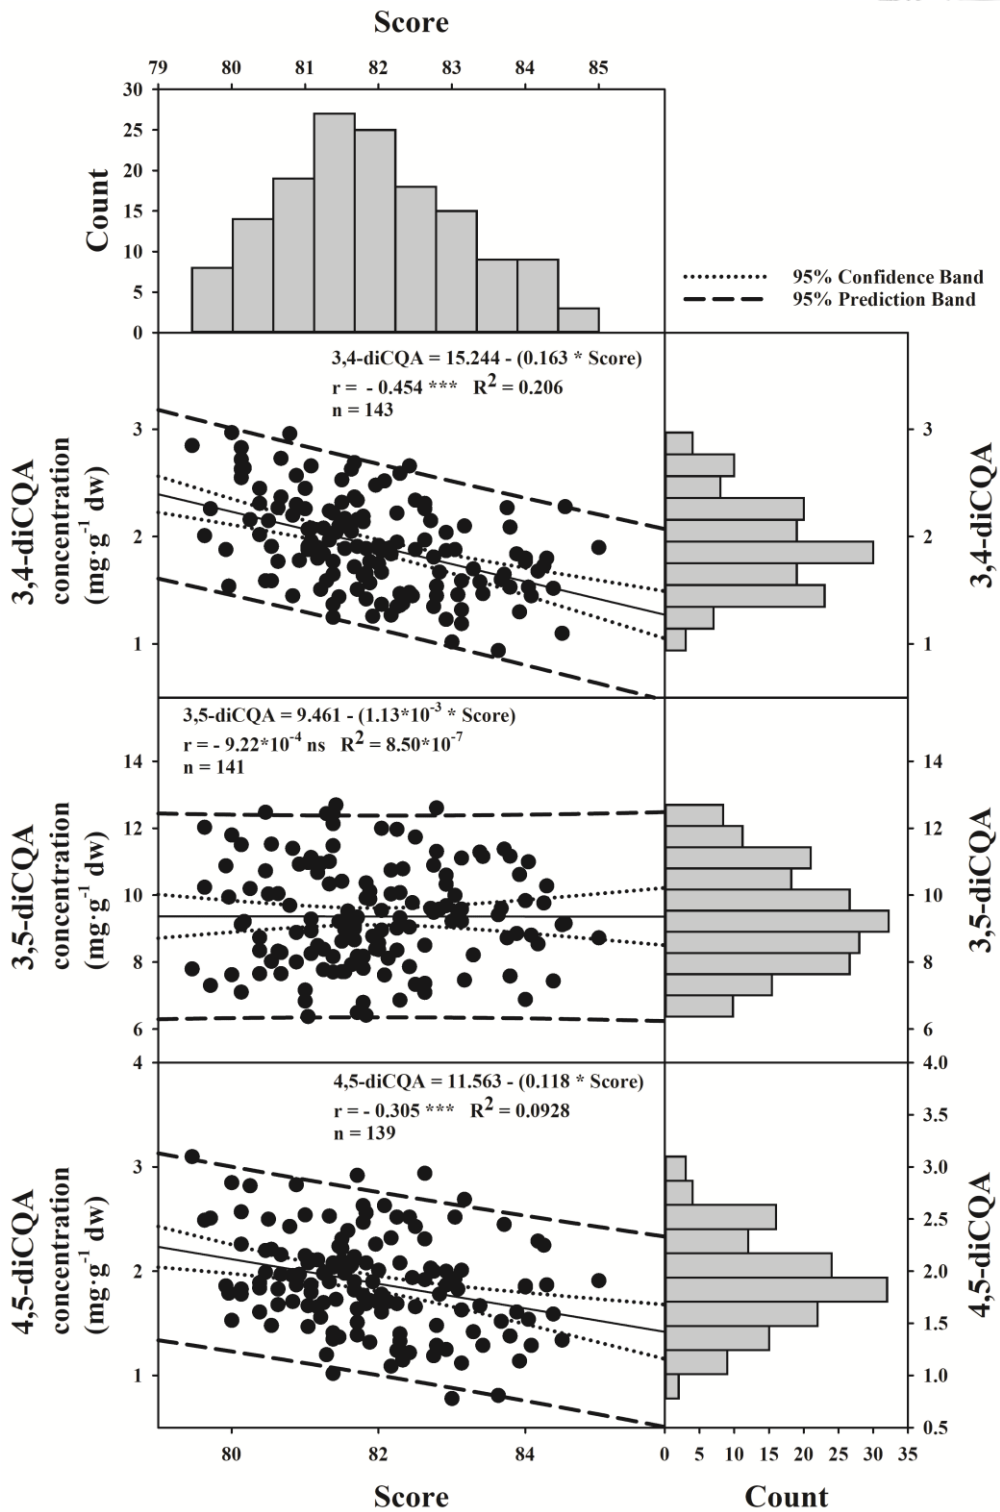 Score
79 80 81 82 83 84 85
30
25
20
15
10
5
0
Count
95% Confidence Band
95% Prediction Band
3,4-diCQA = 15.244 - (0.163 * Score)
r = - 0.454 *** R² = 0.206
n = 143
3,4-diCQA
concentration
(mg·g⁻¹ dw)
3
2
1
3
2
1
3,4-diCQA
3,5-diCQA = 9.461 - (1.13*10⁻³ * Score)
r = - 9.22*10⁻⁴ ns R² = 8.50*10⁻⁷
n = 141
3,5-diCQA
concentration
(mg·g⁻¹ dw)
14
12
10
8
6
4
14
12
10
8
6
3,5-diCQA
4,5-diCQA = 11.563 - (0.118 * Score)
r = - 0.305 *** R² = 0.0928
n = 139
4,5-diCQA
concentration
(mg·g⁻¹ dw)
3
2
1
4.0
3.5
3.0
2.5
2.0
1.5
1.0
0.5
4,5-diCQA
80 82 84
0 5 10 15 20 25 30 35
Score
Count